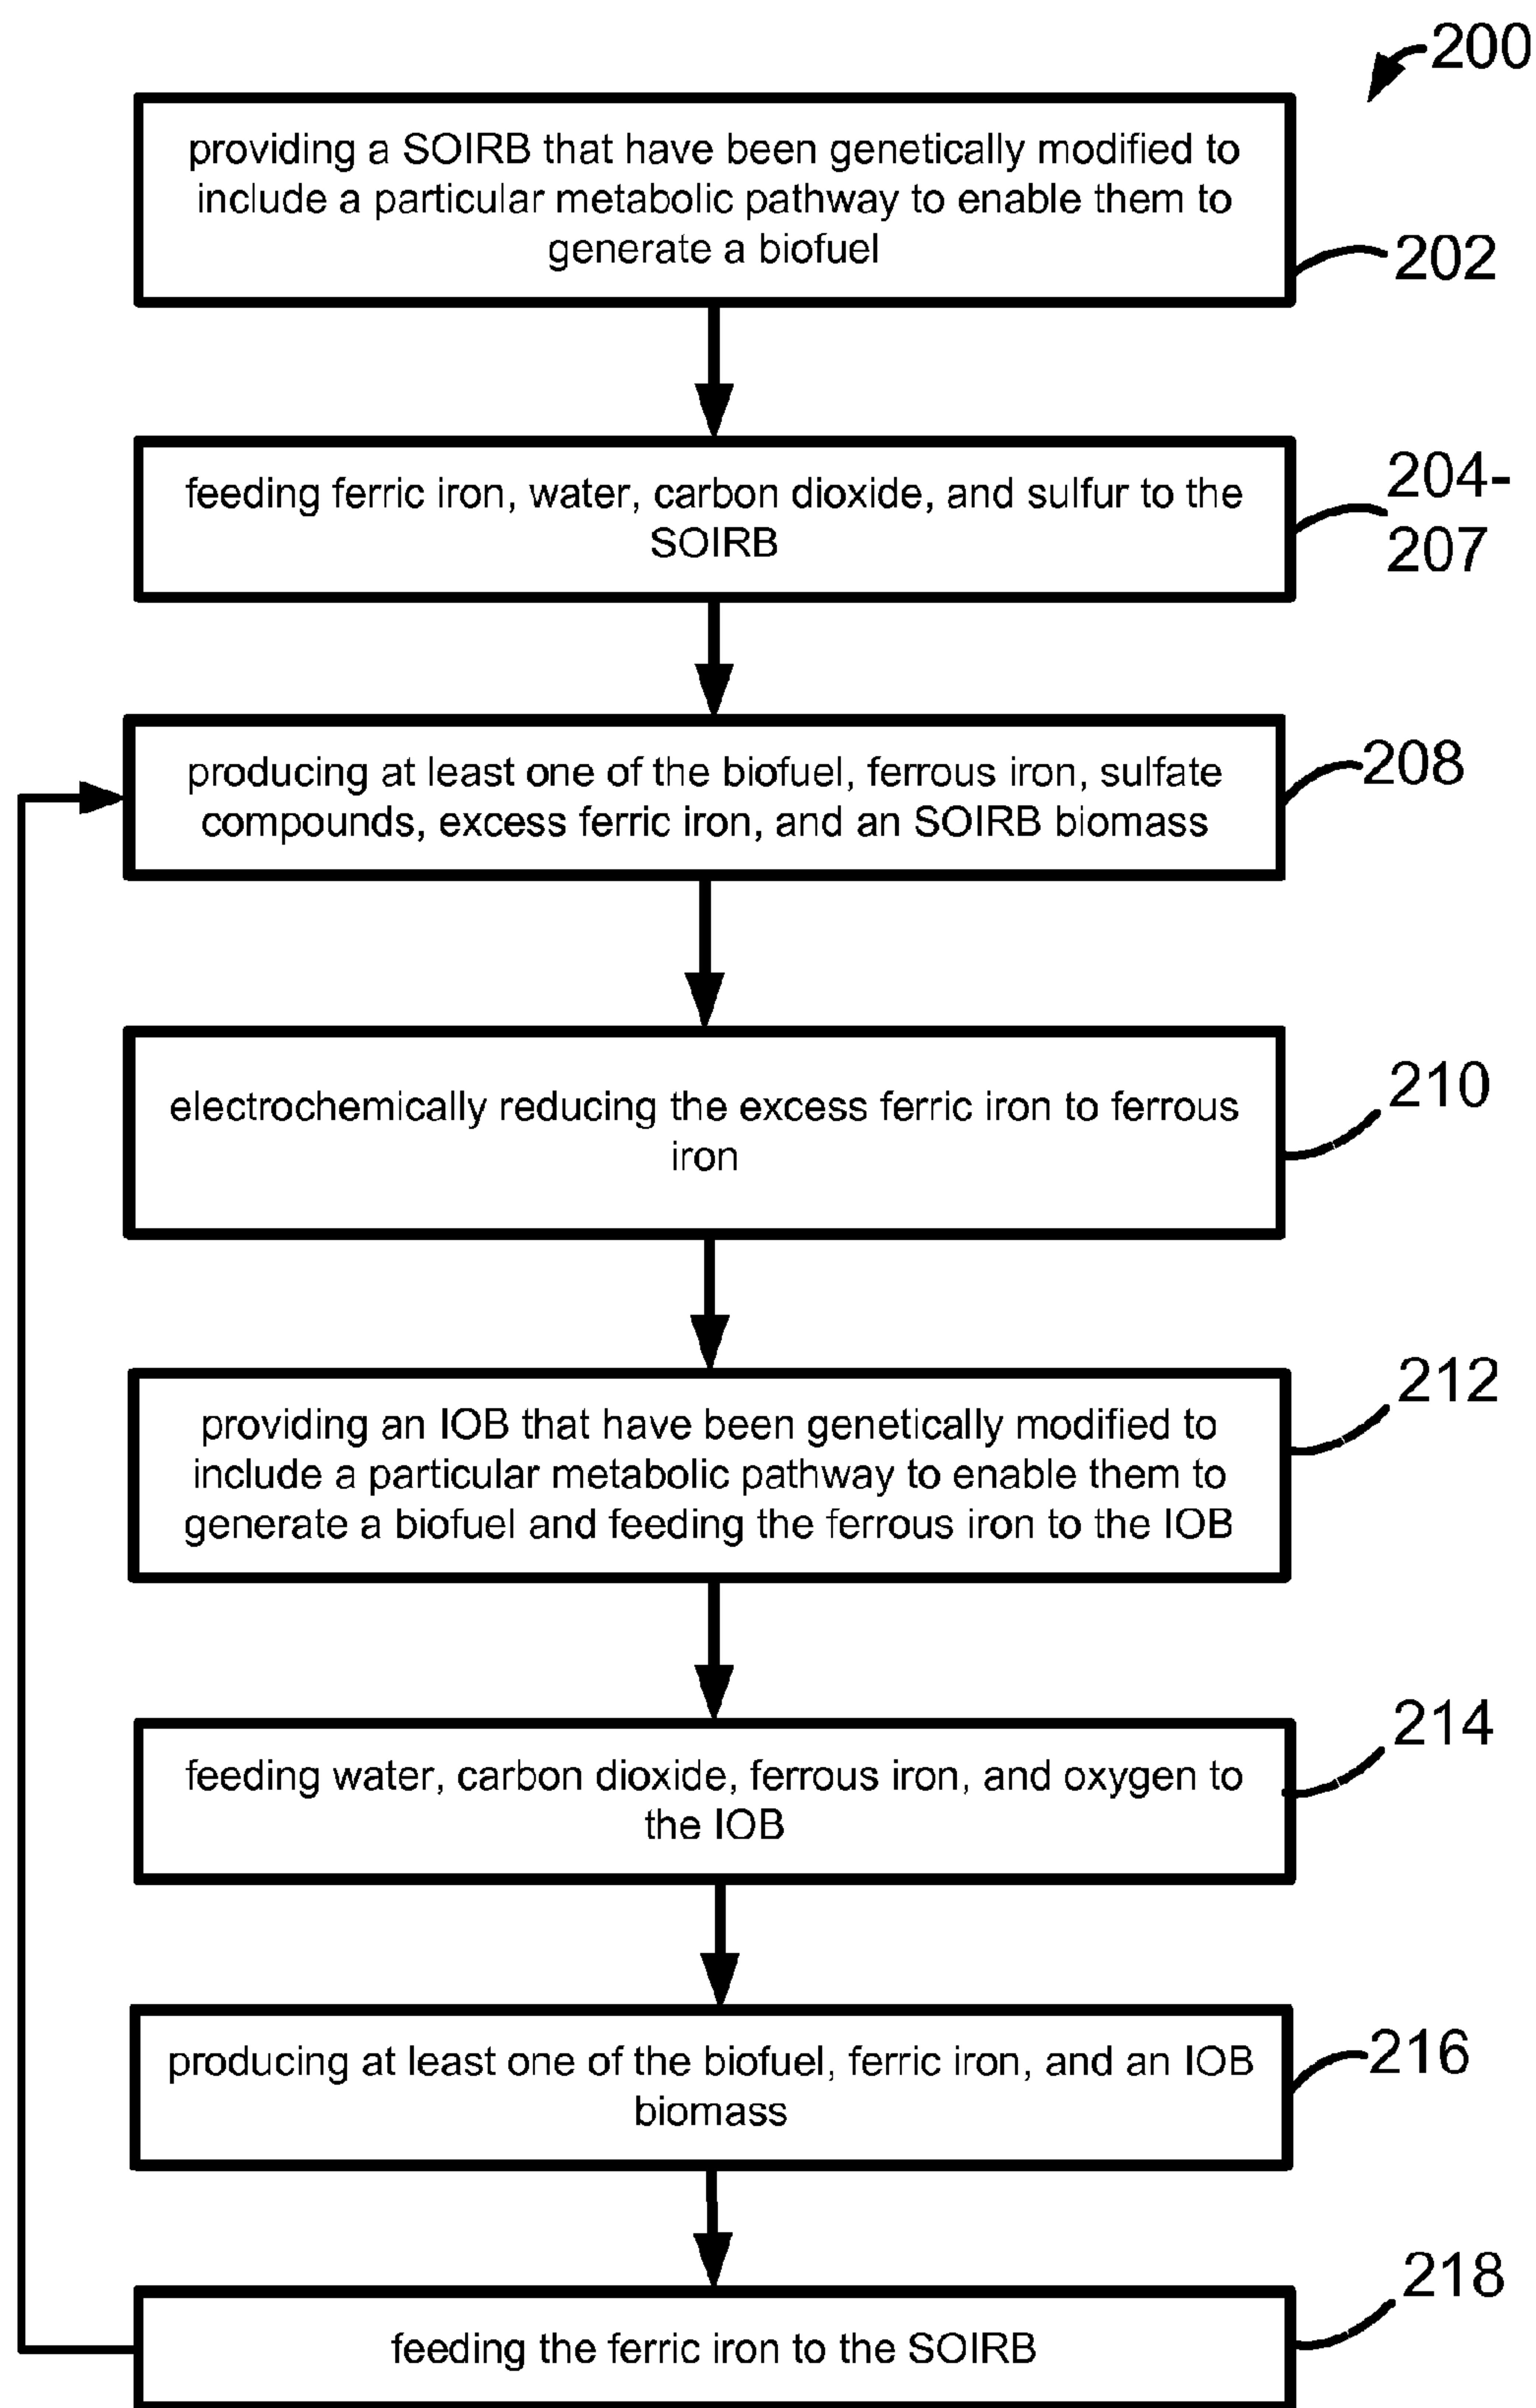 200
providing a SOIRB that have been genetically modified to
include a particular metabolic pathway to enable them to
generate a biofuel
202
feeding ferric iron, water, carbon dioxide, and sulfur to the
SOIRB
204-
207
producing at least one of the biofuel, ferrous iron, sulfate
compounds, excess ferric iron, and an SOIRB biomass
208
electrochemically reducing the excess ferric iron to ferrous
iron
210
providing an IOB that have been genetically modified to
include a particular metabolic pathway to enable them to
generate a biofuel and feeding the ferrous iron to the IOB
212
feeding water, carbon dioxide, ferrous iron, and oxygen to
the IOB
214
producing at least one of the biofuel, ferric iron, and an IOB
biomass
216
feeding the ferric iron to the SOIRB
218